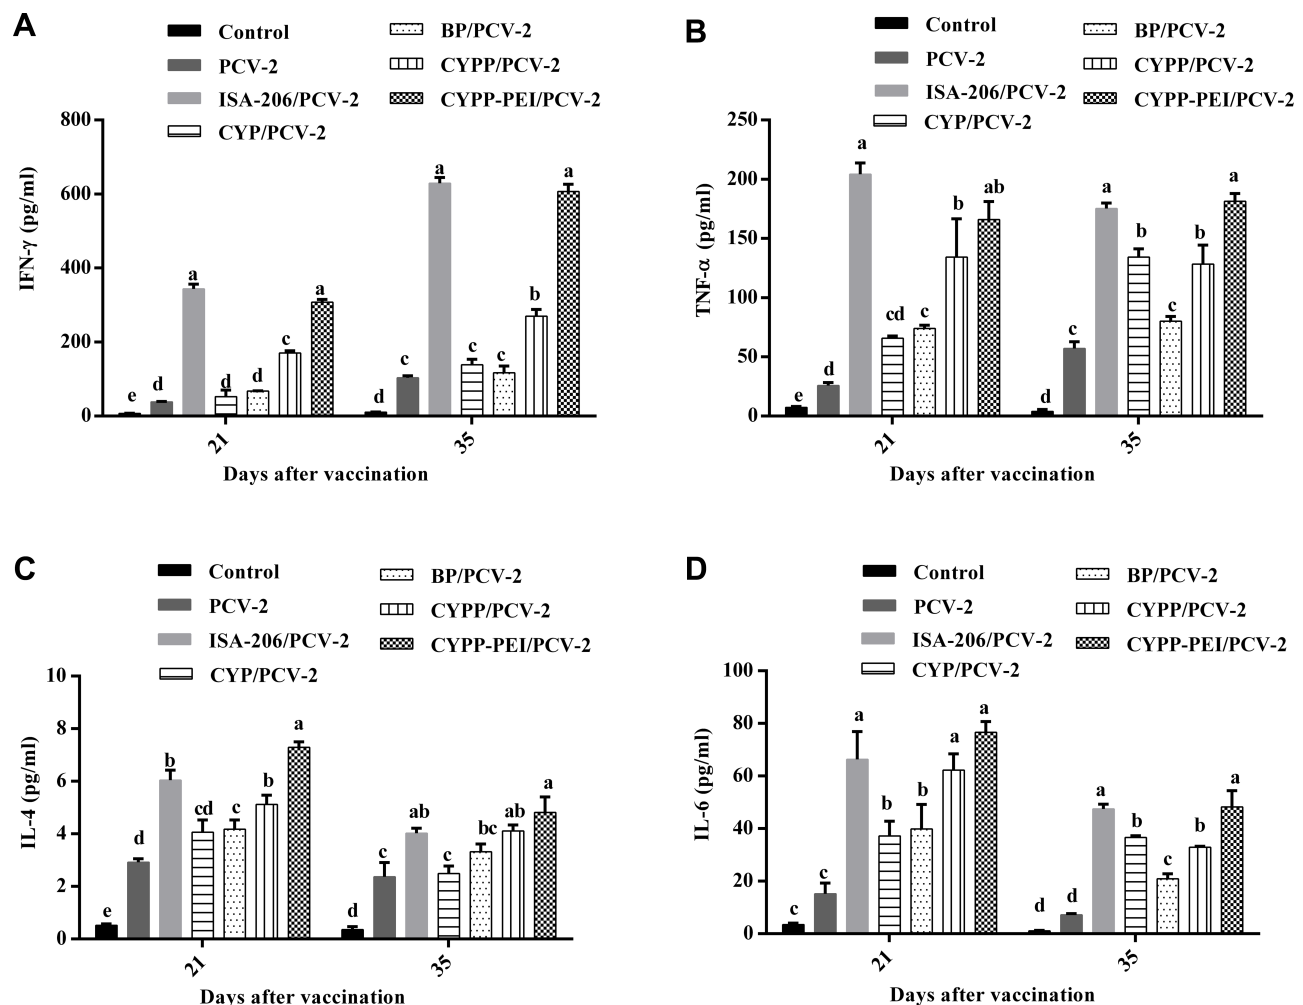 A
Control
PCV-2
ISA-206/PCV-2
CYP/PCV-2
BP/PCV-2
CYPP/PCV-2
CYPP-PEI/PCV-2
IFN-γ (pg/ml)
800
600
400
200
0
e d a d d c a
d c a c c b a
21 35
Days after vaccination
B
Control
PCV-2
ISA-206/PCV-2
CYP/PCV-2
BP/PCV-2
CYPP/PCV-2
CYPP-PEI/PCV-2
TNF-α (pg/ml)
250
200
150
100
50
0
e d a cd c b ab
d c a b c b a
21 35
Days after vaccination
C
Control
PCV-2
ISA-206/PCV-2
CYP/PCV-2
BP/PCV-2
CYPP/PCV-2
CYPP-PEI/PCV-2
IL-4 (pg/ml)
10
8
6
4
2
0
e d b cd c b a
d c ab c bc ab a
21 35
Days after vaccination
D
Control
PCV-2
ISA-206/PCV-2
CYP/PCV-2
BP/PCV-2
CYPP/PCV-2
CYPP-PEI/PCV-2
IL-6 (pg/ml)
100
80
60
40
20
0
c c a b b a a
d d a b c b a
21 35
Days after vaccination